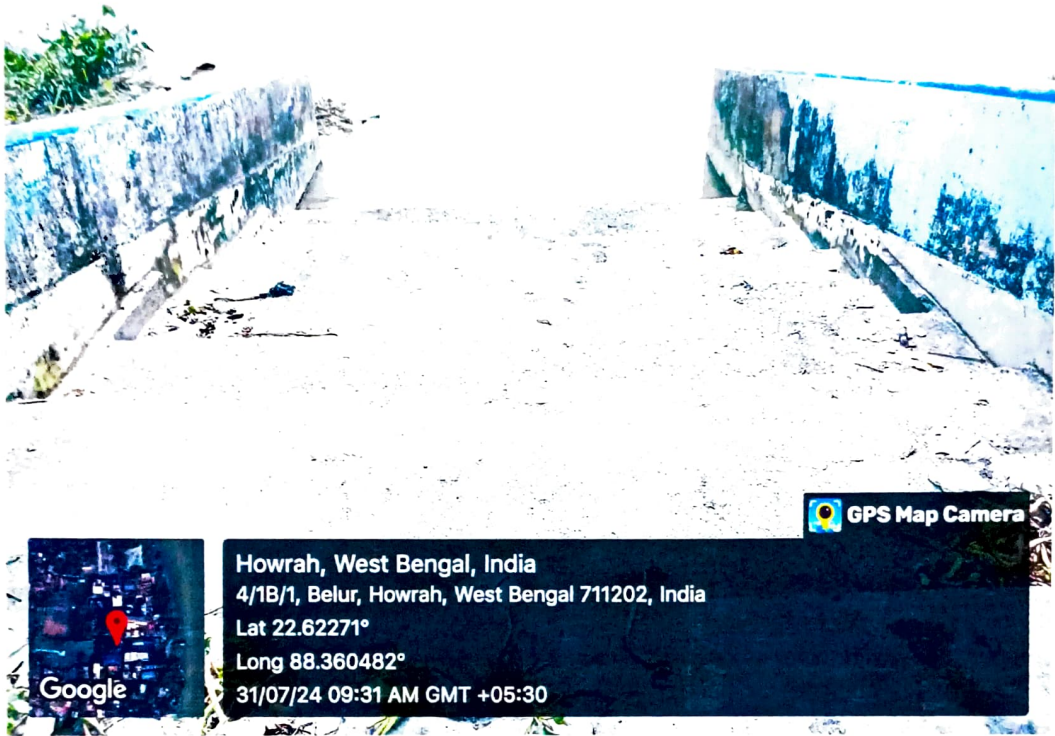 GPS Map Camera
Howrah, West Bengal, India
4/1B/1, Belur, Howrah, West Bengal 711202, India
Lat 22.62271°
Long 88.360482°
31/07/24 09:31 AM GMT +05:30
Google